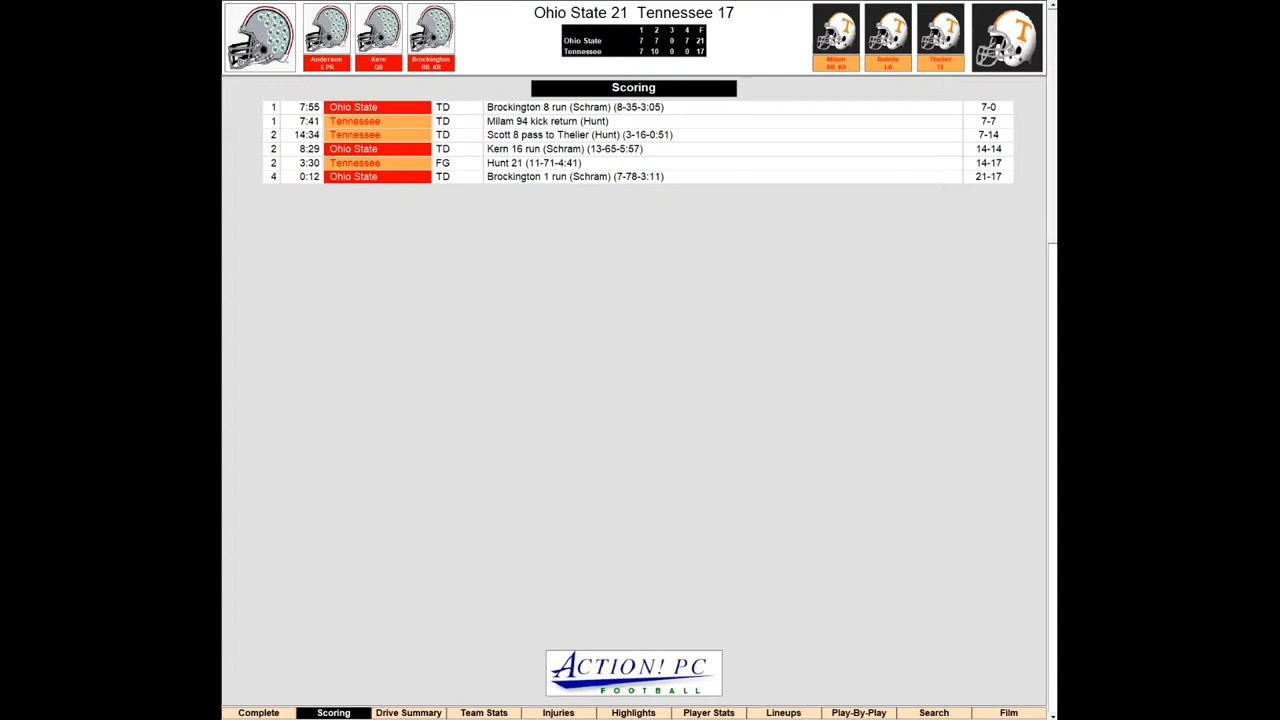 Ohio State 21 Tennessee 17
1 2 3 4 F
Ohio State 7 7 0 7 21
Tennessee 7 10 0 0 17
Anderson
S PR
Kern
QB
Brockington
RB KR
Milam
RB KR
Rotella
LB
Theiler
TE
Scoring
1 7:55 Ohio State TD Brockington 8 run (Schram) (8-35-3:05) 7-0
1 7:41 Tennessee TD Milam 94 kick return (Hunt) 7-7
2 14:34 Tennessee TD Scott 8 pass to Thelier (Hunt) (3-16-0:51) 7-14
2 8:29 Ohio State TD Kern 16 run (Schram) (13-65-5:57) 14-14
2 3:30 Tennessee FG Hunt 21 (11-71-4:41) 14-17
4 0:12 Ohio State TD Brockington 1 run (Schram) (7-78-3:11) 21-17
ACTION! PC
FOOTBALL
Complete Scoring Drive Summary Team Stats Injuries Highlights Player Stats Lineups Play-By-Play Search Film